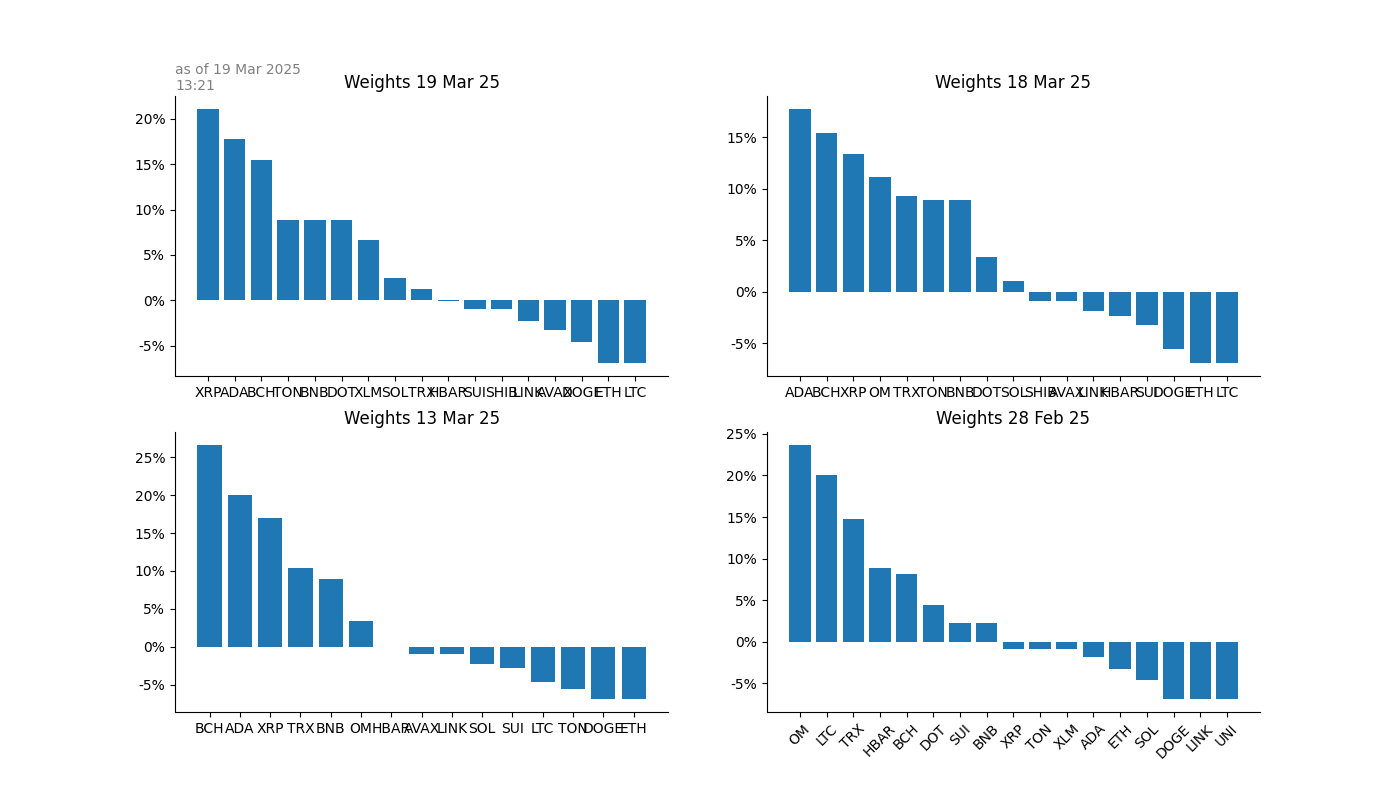 as of 19 Mar 2025
13:21
Weights 19 Mar 25
20%
15%
10%
5%
0%
-5%
XRP ADA BCH TON BNB DOT XLM SOL TRX HBAR SUI SHIB LINK AVAX DOGE ETH LTC
Weights 18 Mar 25
15%
10%
5%
0%
-5%
ADA BCH XRP OM TRX TON BNB DOT SOL SHIB AVAX LINK HBAR SUI DOGE ETH LTC
Weights 13 Mar 25
25%
20%
15%
10%
5%
0%
-5%
BCH ADA XRP TRX BNB OM HBAR AVAX LINK SOL SUI LTC TON DOGE ETH
Weights 28 Feb 25
25%
20%
15%
10%
5%
0%
-5%
OM LTC TRX HBAR BCH DOT SUI BNB XRP TON XLM ADA ETH SOL DOGE LINK UNI